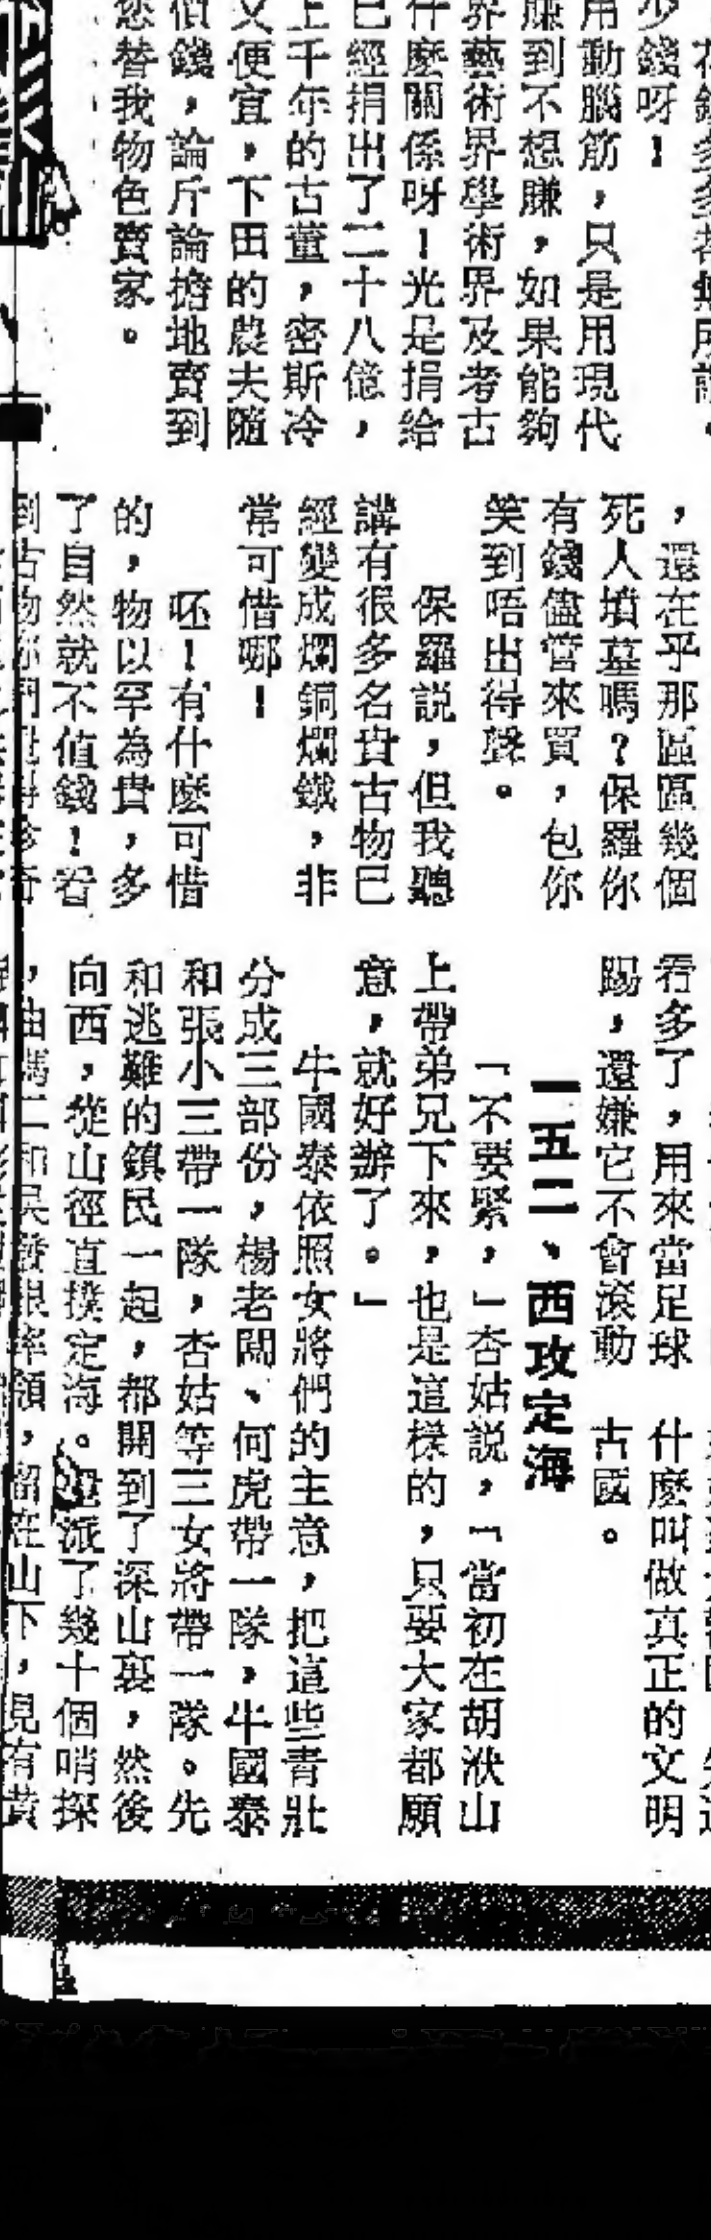 少錢呀！
用動腦筋，只是用現代
賺到不想賺，如果能夠
界藝術界學術界及考古
什麼關係呀！光是捐給
已經捐出了二十八億，
上千年的古董，密斯冷
又便宜，下田的農夫隨
價錢，論斤論擔地賣到
您替我物色賣家。
，還在乎那區區幾個
死人墳墓嗎？保羅你
有錢儘管來買，包你
笑到唔出得聲。
保羅説，但我聽
講有很多名貴古物已
經變成爛銅爛鐵，非
常可惜哪！
呸！有什麼可惜
的，物以罕為貴，多
了自然就不值錢！看
什麼叫做真正的文明
古國。
看多了，用來當足球
踢，還嫌它不會滾動
一五二、西攻定海
「不要緊，」杏姑説，「當初在胡洑山
上帶弟兄下來，也是這樣的，只要大家都願
意，就好辦了。」
牛國泰依照女將們的主意，把這些青壯
分成三部份，楊老闆、何虎帶一隊，牛國泰
和張小三帶一隊，杏姑等三女將帶一隊。先
和逃難的鎮民一起，都開到了深山裏，然後
向西，從山徑直撲定海。派了幾十個哨探
，由馮二和吳發根率領，留在山下，見有黃